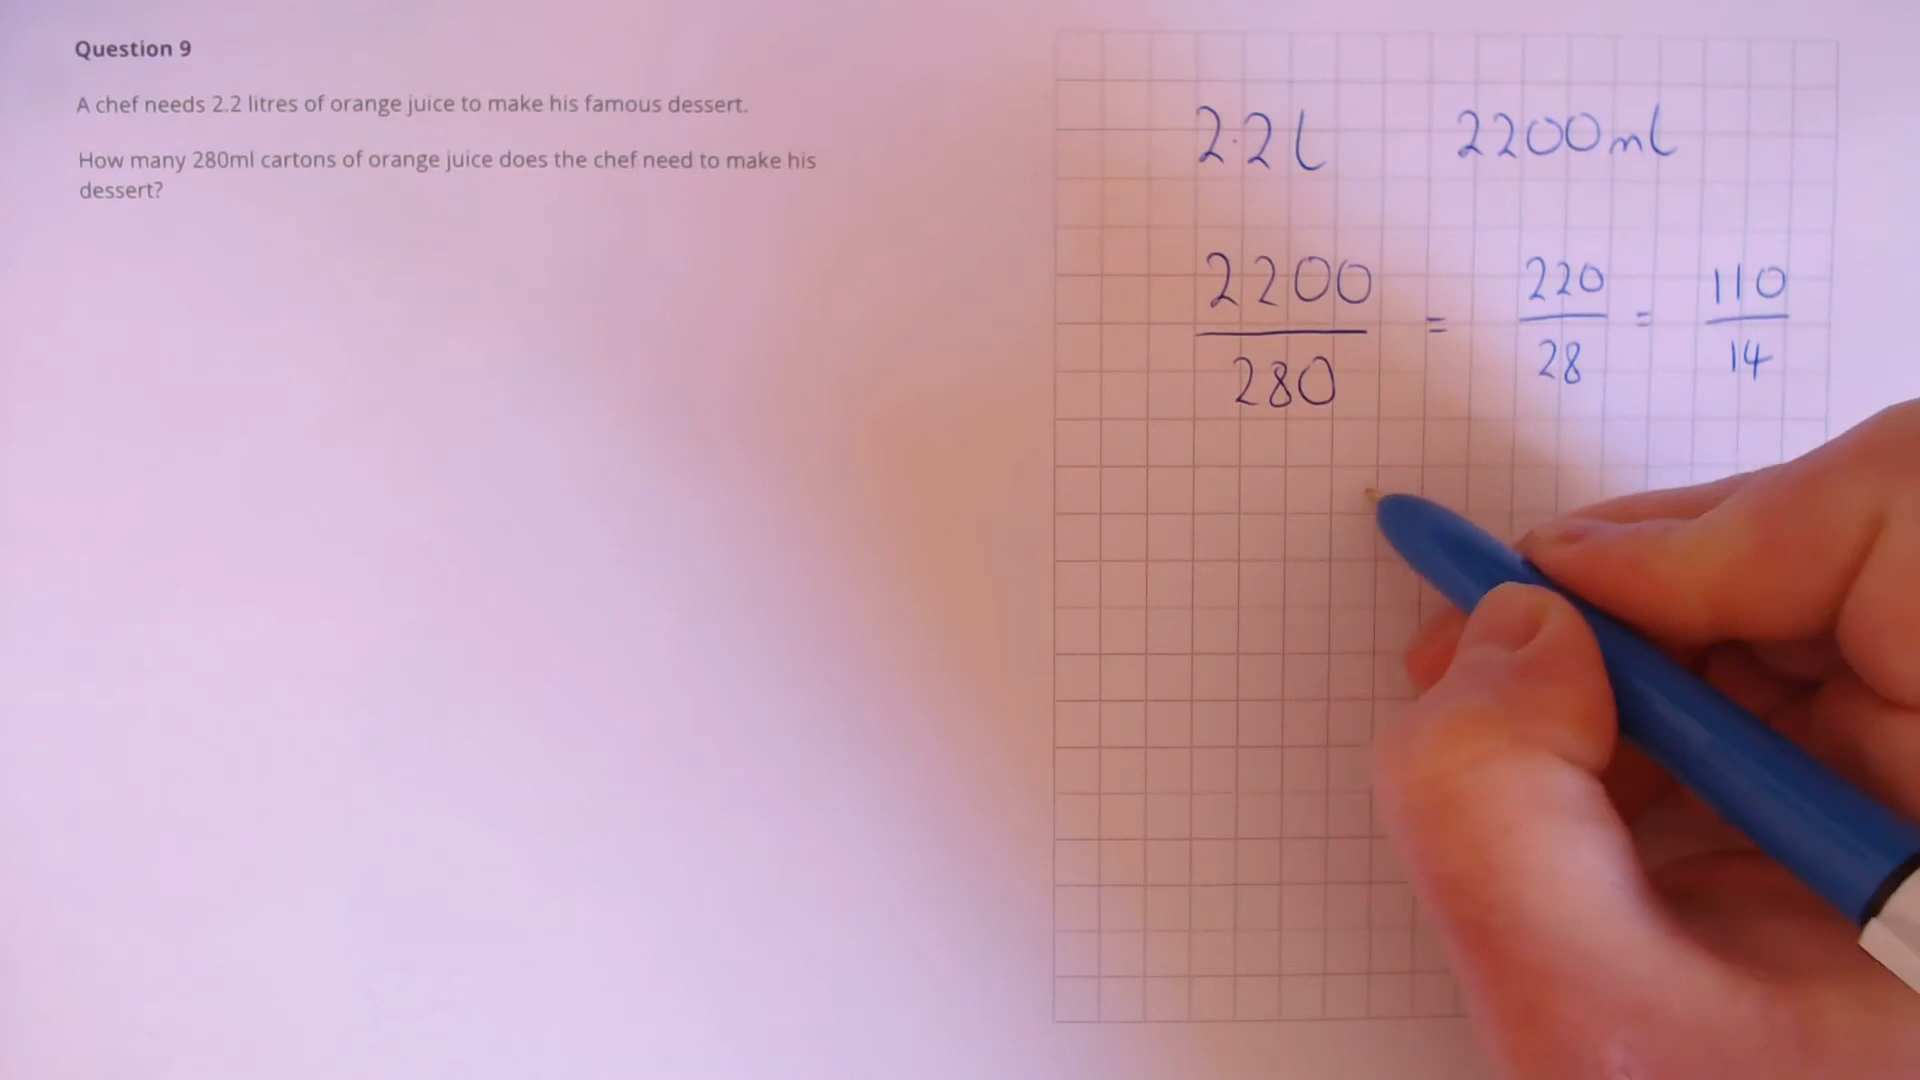 Question 9
A chef needs 2.2 litres of orange juice to make his famous dessert.
How many 280ml cartons of orange juice does the chef need to make his
dessert?
2.2l 2200ml
2200/280 = 220/28 = 110/14